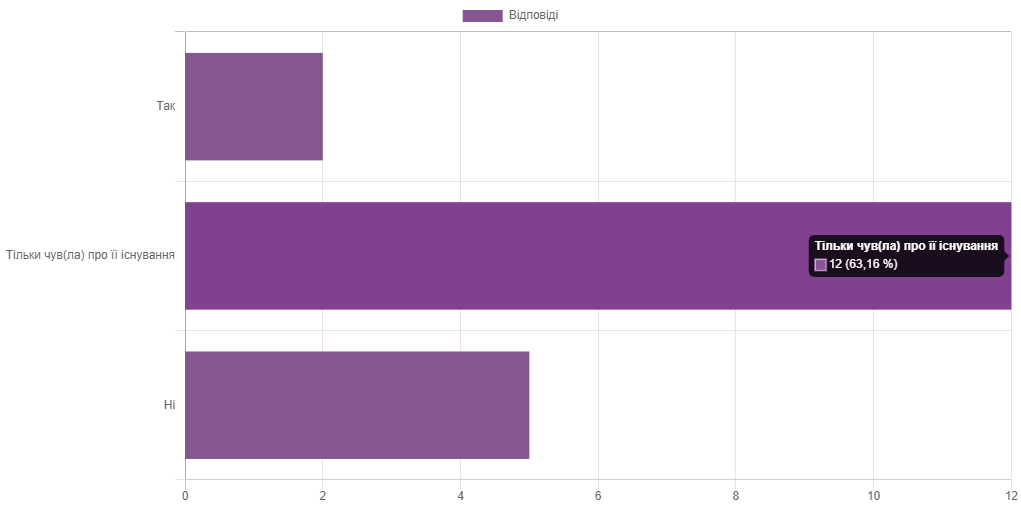 Відповіді
Так
Тільки чув(ла) про її існування
Тільки чув(ла) про її існування
12 (63,16 %)
Ні
0 2 4 6 8 10 12